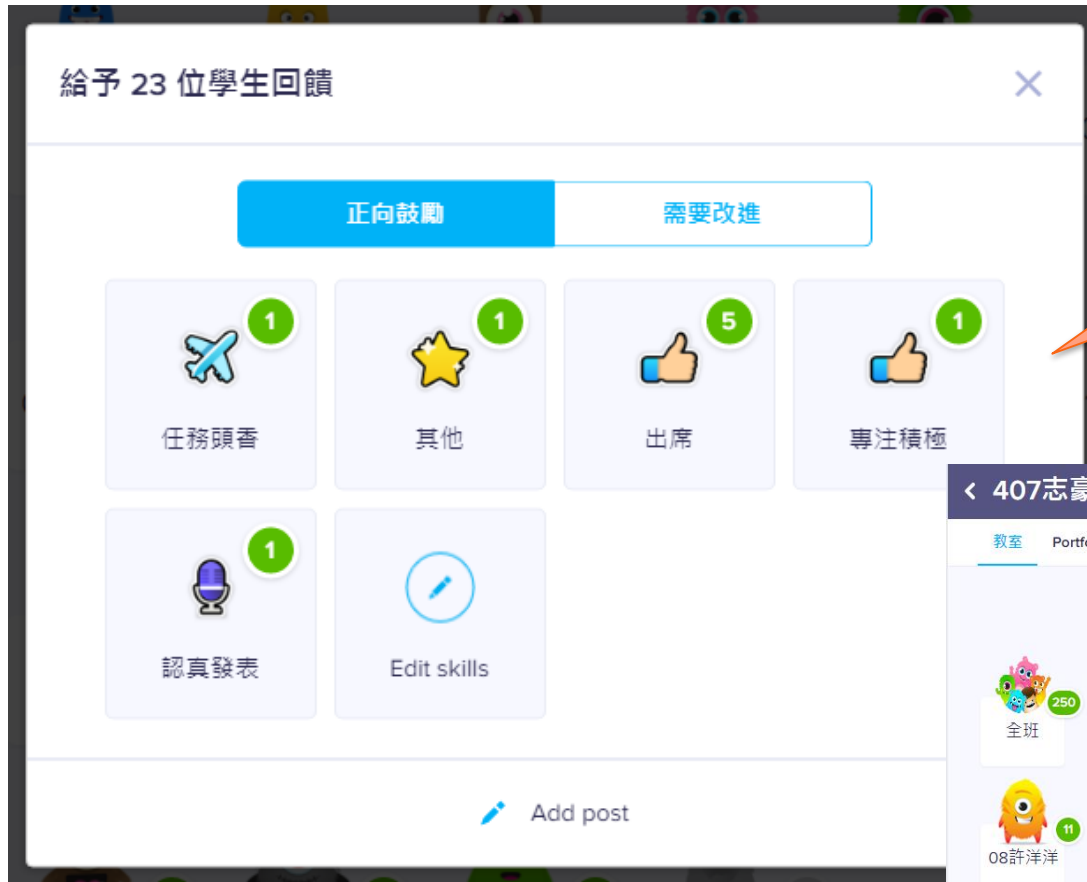 給予 23 位學生回饋
正向鼓勵
需要改進
1
1
5
1
任務頭香
其他
出席
專注積極
1
認真發表
Edit skills
Add post
407志豪
教室
Portfo
250
全班
11
08許洋洋